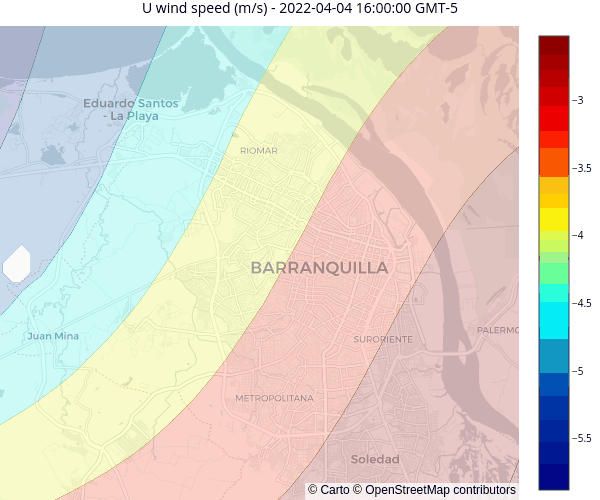 U wind speed (m/s) - 2022-04-04 16:00:00 GMT-5
Eduardo Santos
- La Playa
RIOMAR
BARRANQUILLA
Juan Mina
SURORIENTE
PALERMO
METROPOLITANA
Soledad
© Carto © OpenStreetMap contributors
−3
−3.5
−4
−4.5
−5
−5.5